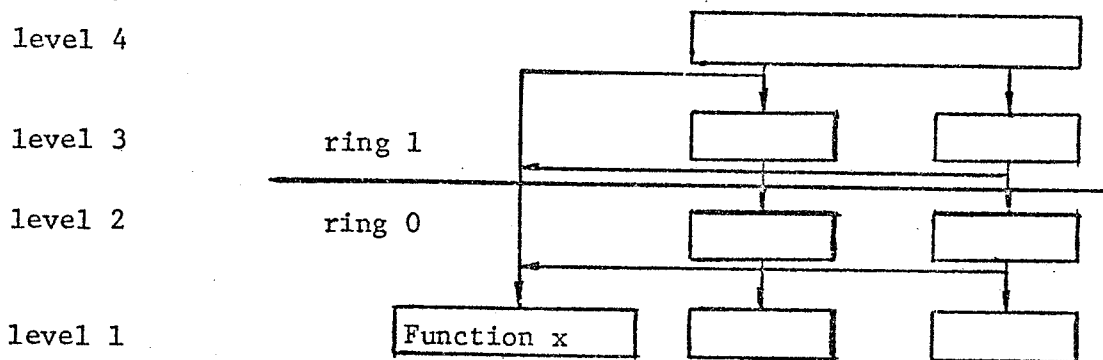 level 4
level 3 ring 1
level 2 ring 0
level 1 Function x